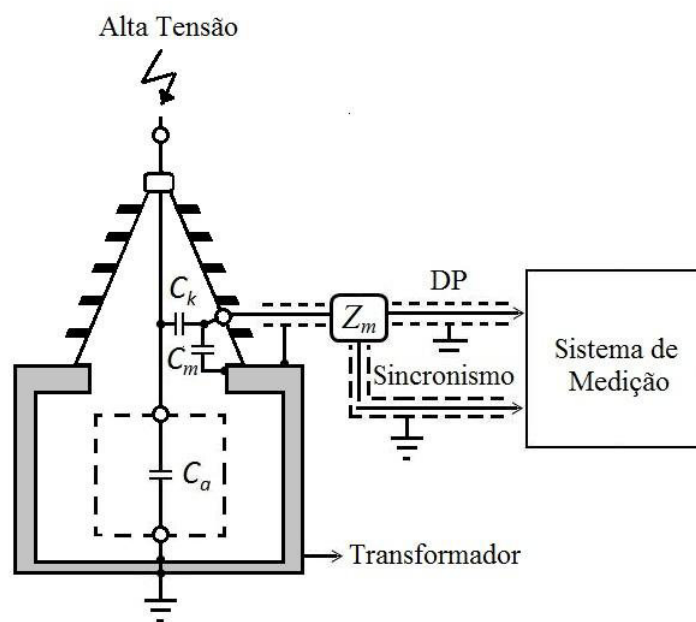 Alta Tensão
C_k
C_m
Z_m
DP
Sincronismo
Sistema de
Medição
C_a
Transformador